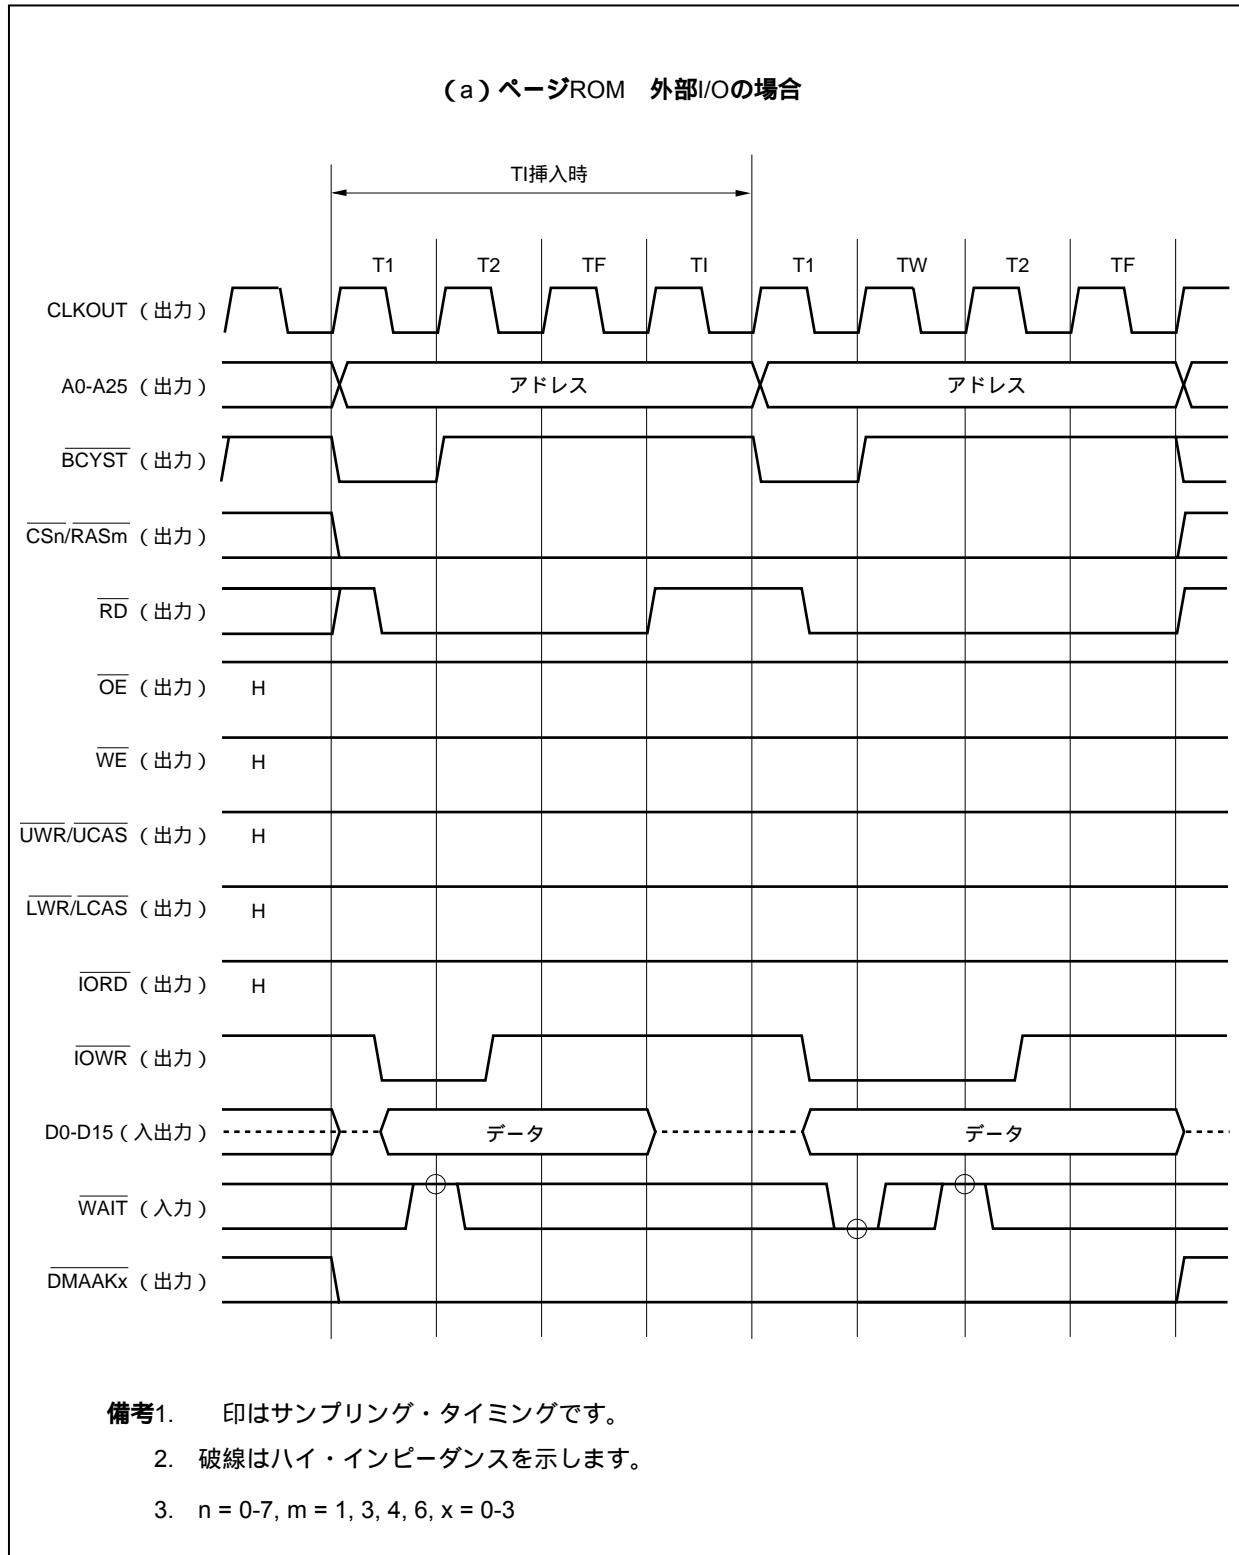 (a)ページROM 外部I/Oの場合
TI挿入時
T1 T2 TF TI T1 TW T2 TF
CLKOUT(出力)
A0-A25(出力) アドレス アドレス
BCYST(出力)
CSn/RASm(出力)
RD(出力)
OE(出力) H
WE(出力) H
UWR/UCAS(出力) H
LWR/LCAS(出力) H
IORD(出力) H
IOWR(出力)
D0-D15(入出力) データ データ
WAIT(入力)
DMAAKx(出力)
備考1. 印はサンプリング・タイミングです。
2. 破線はハイ・インピーダンスを示します。
3. n = 0-7, m = 1, 3, 4, 6, x = 0-3